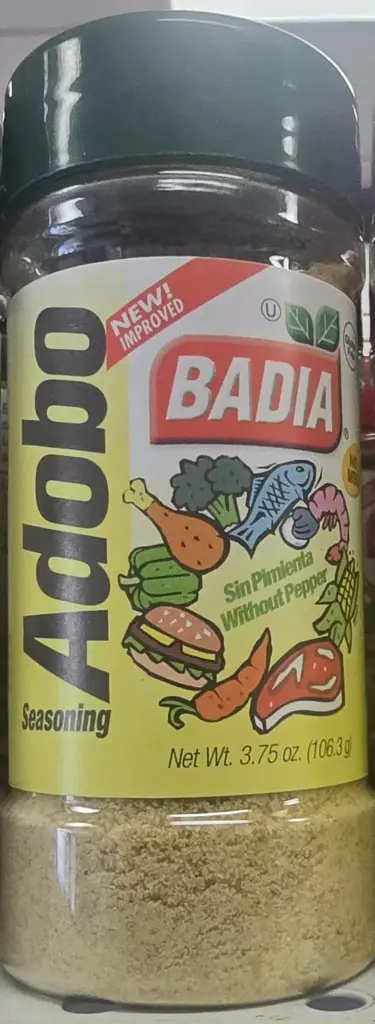 NEW!
IMPROVED
U
BADIA
®
Adobo
Seasoning
Sin Pimienta
Without Pepper
Net Wt. 3.75 oz. (106.3 g)